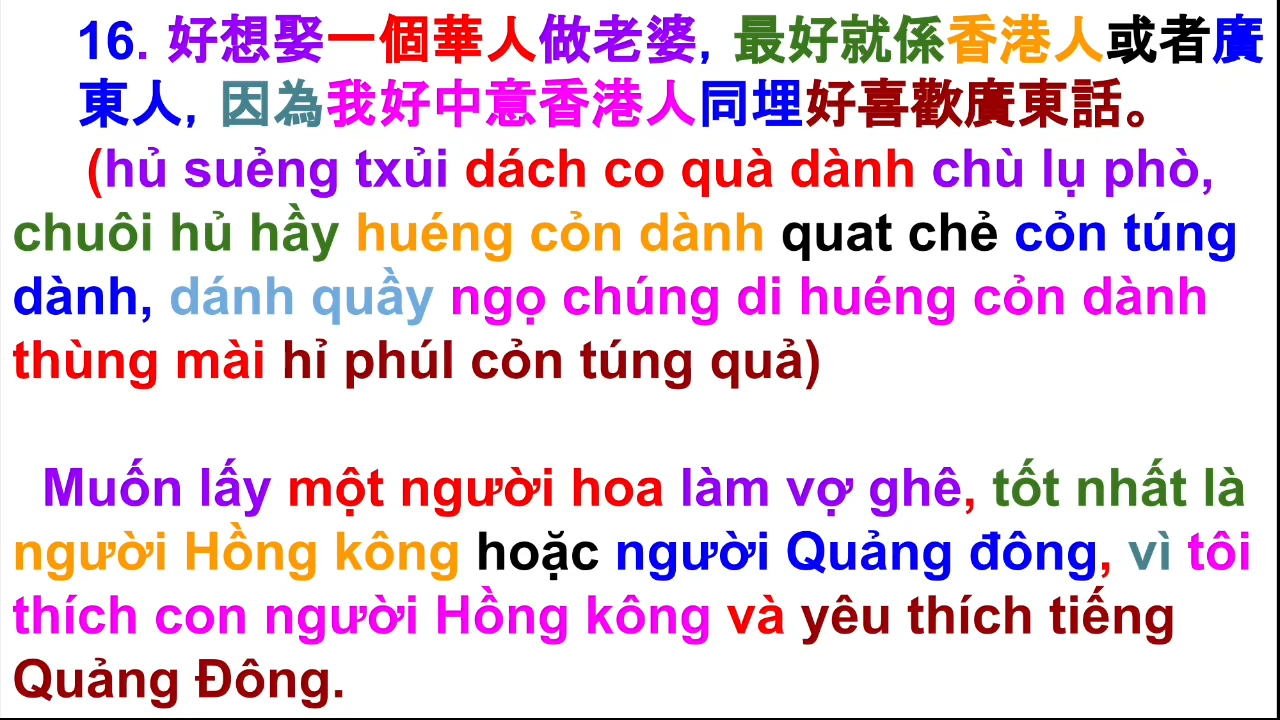 16. 好想娶一個華人做老婆, 最好就係香港人或者廣
東人, 因為我好中意香港人同埋好喜歡廣東話。
(hủ suẻng txủi dách co quà dành chù lụ phò,
chuôi hủ hầy huéng cỏn dành quat chẻ cỏn túng
dành, dánh quầy ngọ chúng di huéng cỏn dành
thùng mài hỉ phúl cỏn túng quả)
Muốn lấy một người hoa làm vợ ghê, tốt nhất là
người Hồng kông hoặc người Quảng đông, vì tôi
thích con người Hồng kông và yêu thích tiếng
Quảng Đông.